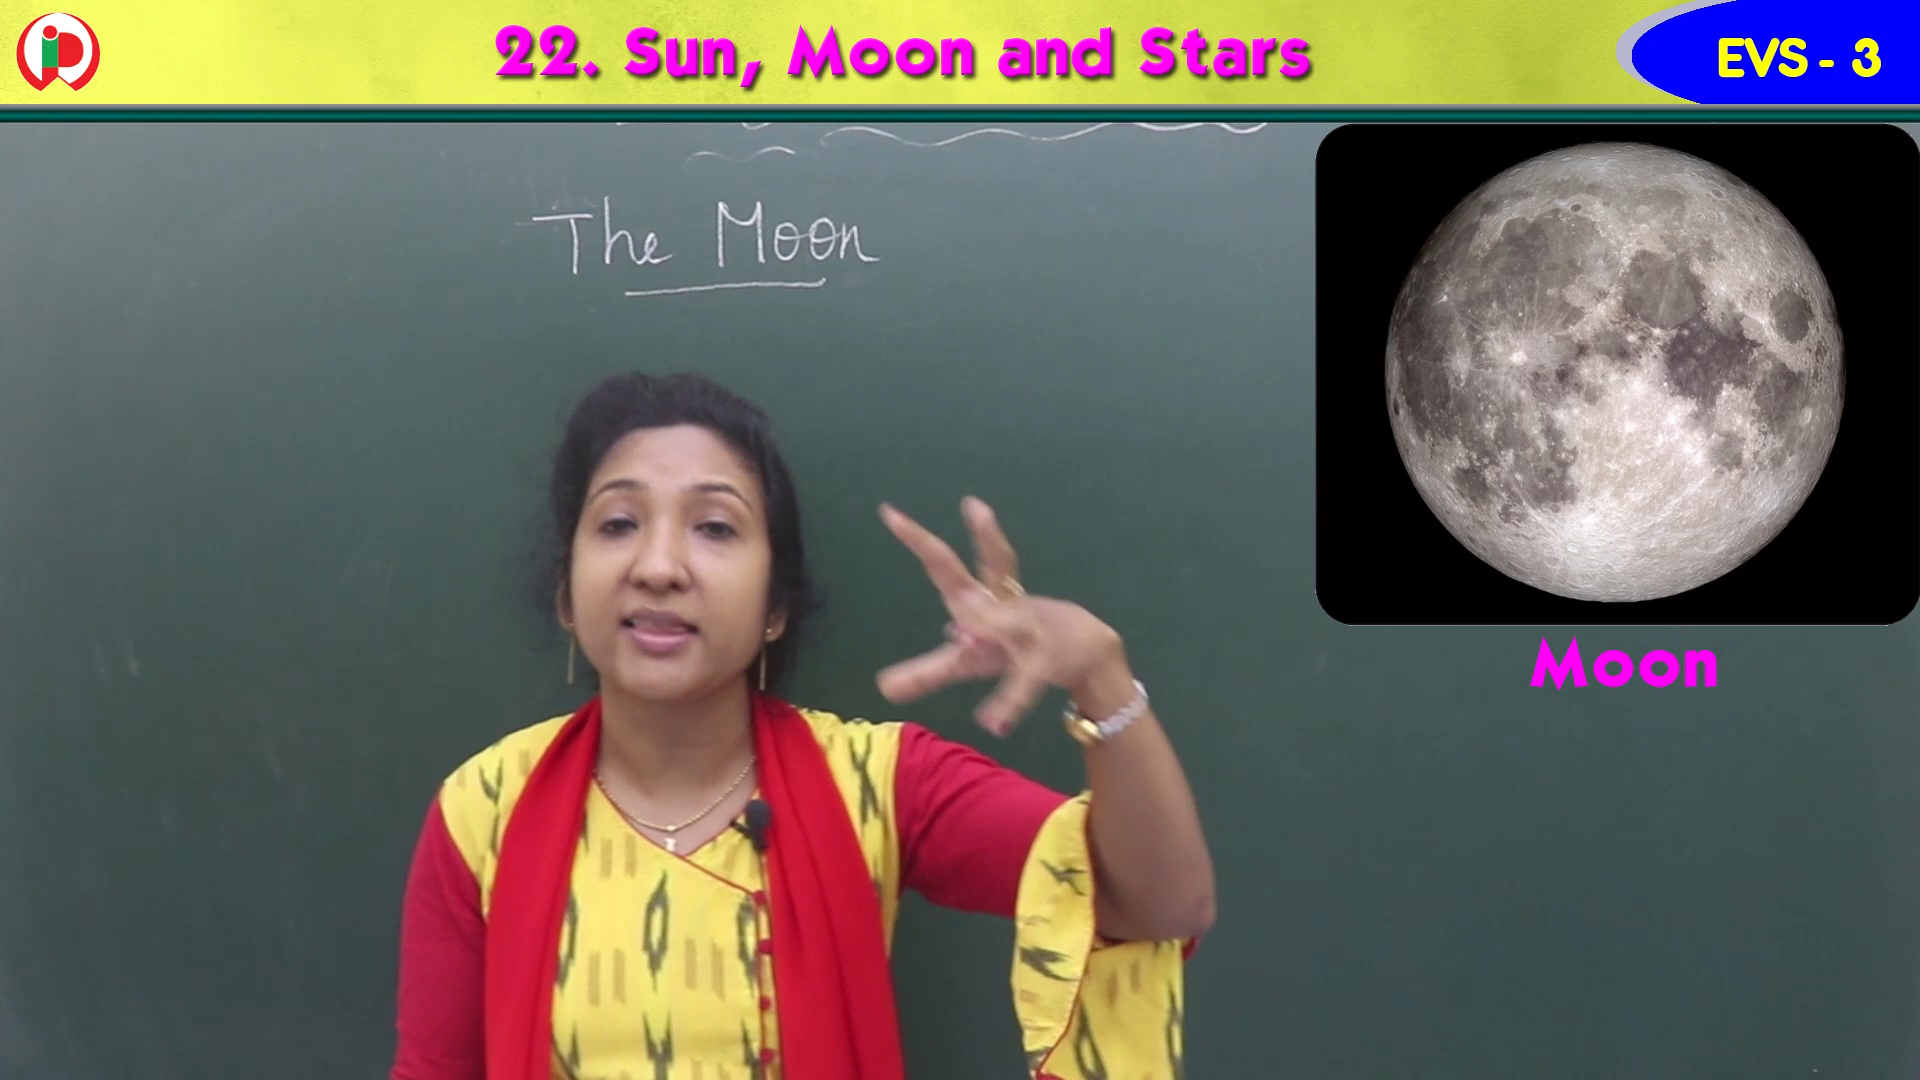 22. Sun, Moon and Stars
EVS - 3
The Moon
Moon